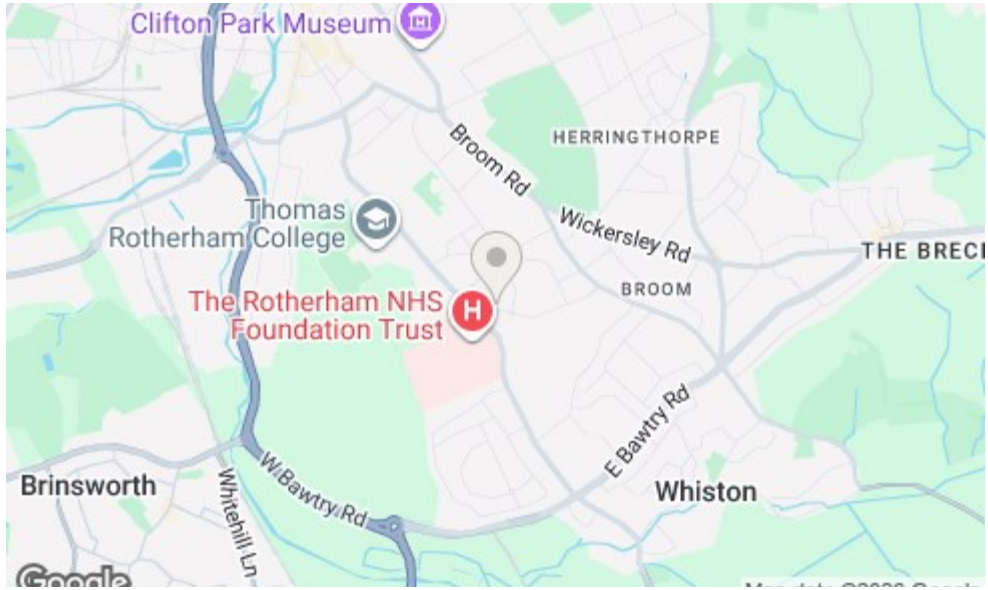 Clifton Park Museum
HERRINGTHORPE
Broom Rd
Thomas
Rotherham College
Wickersley Rd
THE BREC
BROOM
The Rotherham NHS
Foundation Trust
H
E Bawtry Rd
Brinsworth
Whitehill Ln
W Bawtry Rd
Whiston
Google